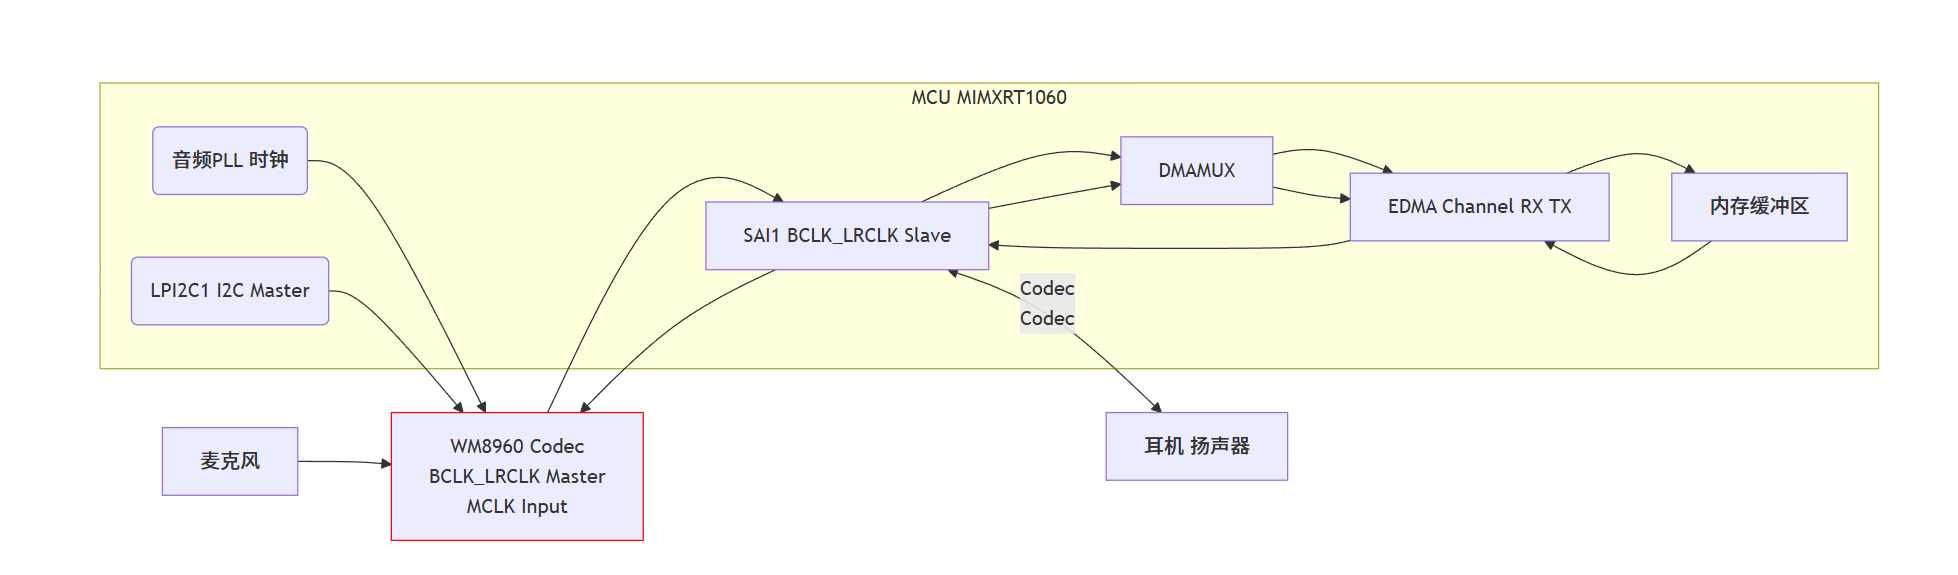 MCU MIMXRT1060
音频PLL 时钟
LPI2C1 I2C Master
SAI1 BCLK_LRCLK Slave
DMAMUX
EDMA Channel RX TX
内存缓冲区
Codec
Codec
麦克风
WM8960 Codec
BCLK_LRCLK Master
MCLK Input
耳机 扬声器